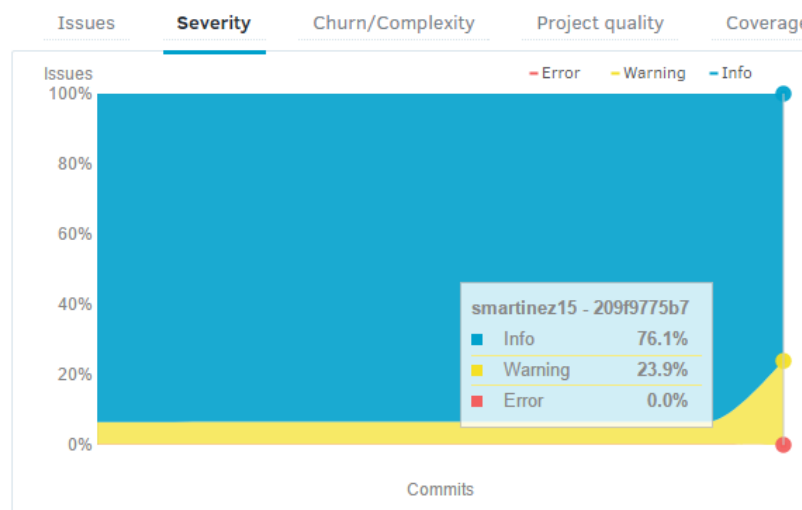 Issues Severity Churn/Complexity Project quality Coverage
Issues
Error Warning Info
100%
80%
60%
40%
20%
0%
smartinez15 - 209f9775b7
Info 76.1%
Warning 23.9%
Error 0.0%
Commits